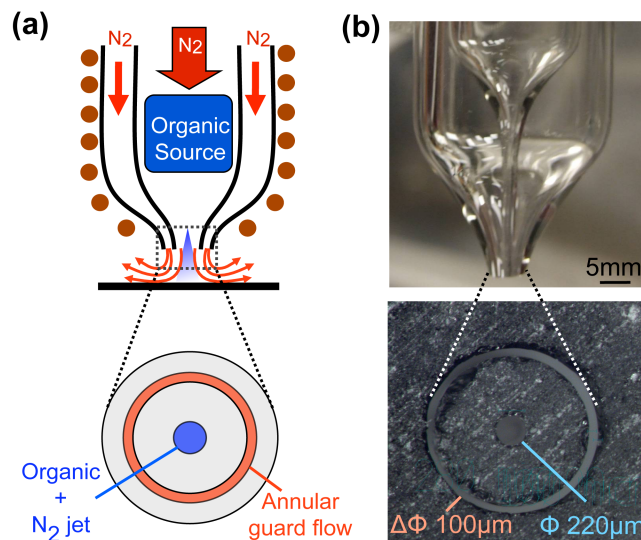 (a)
N2
N2
N2
Organic
Source
Organic
+
N2 jet
Annular
guard flow
(b)
5mm
ΔΦ 100μm
Φ 220μm